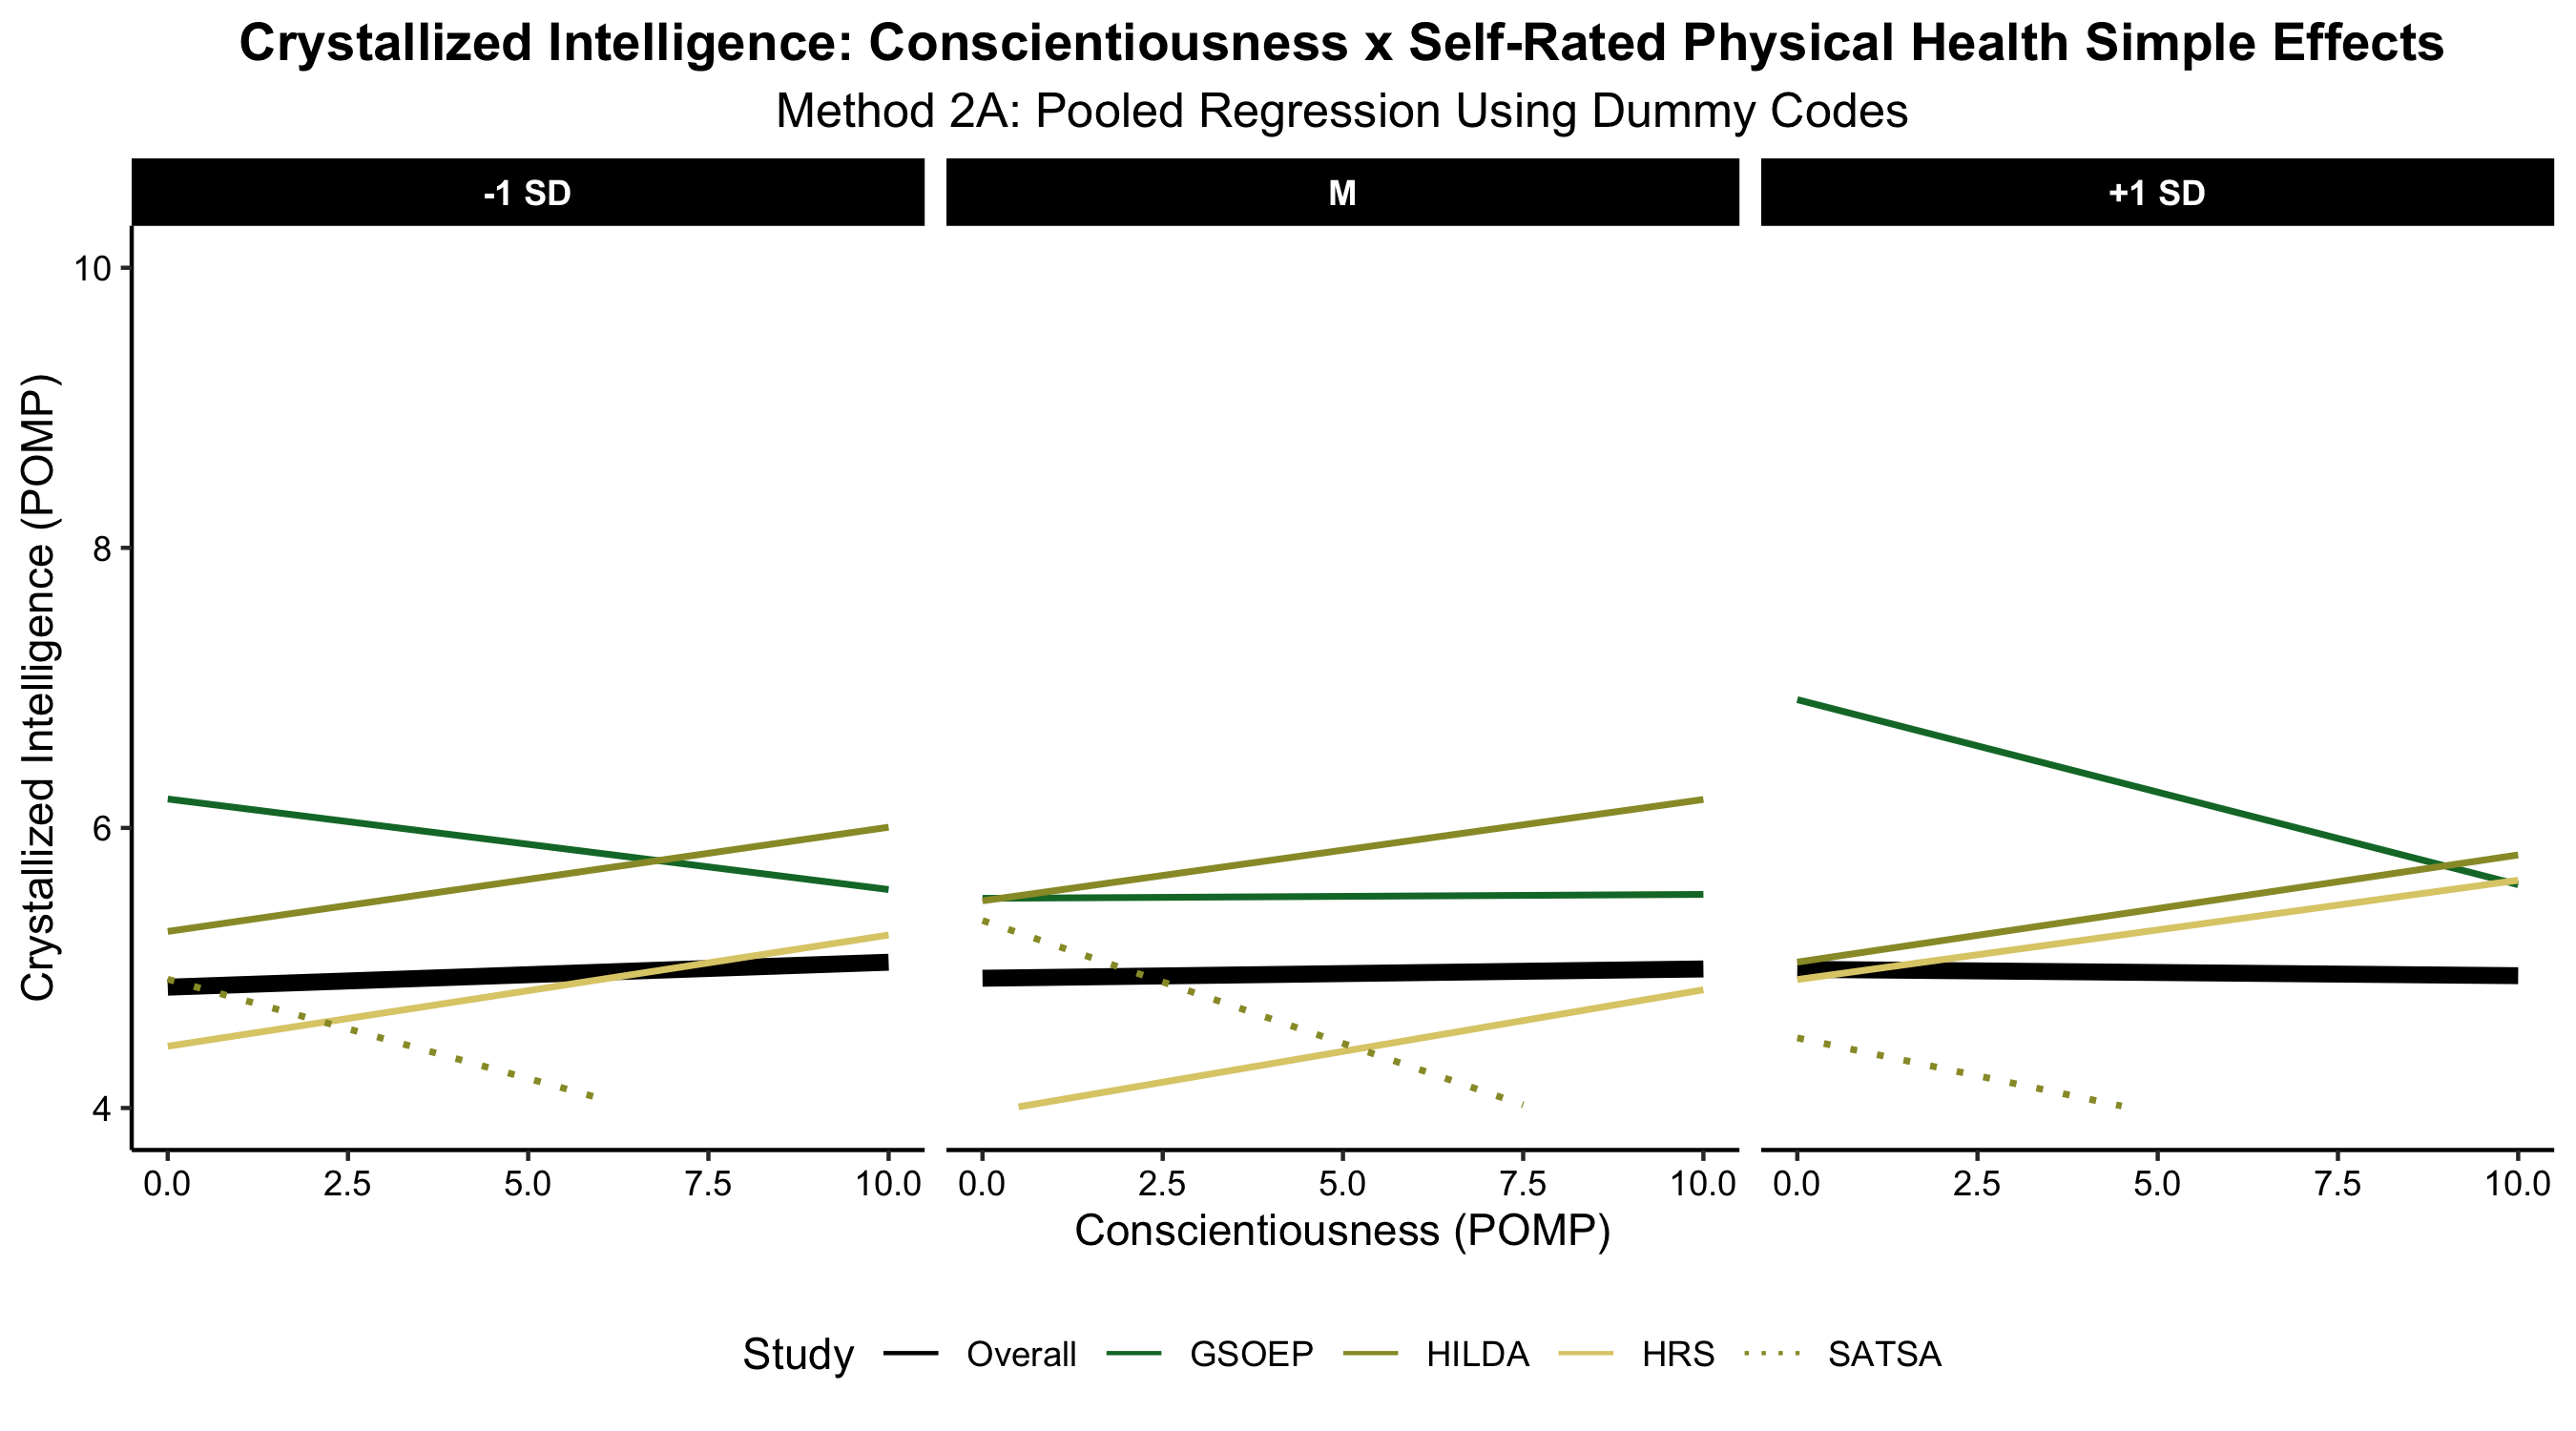 Crystallized Intelligence: Conscientiousness x Self-Rated Physical Health Simple Effects
Method 2A: Pooled Regression Using Dummy Codes
-1 SD M +1 SD
Crystallized Intelligence (POMP)
10
8
6
4
0.0 2.5 5.0 7.5 10.0 0.0 2.5 5.0 7.5 10.0 0.0 2.5 5.0 7.5 10.0
Conscientiousness (POMP)
Study Overall GSOEP HILDA HRS SATSA